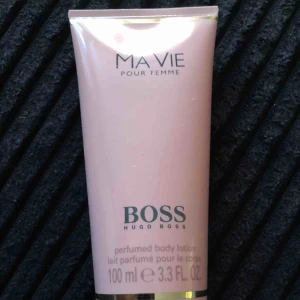 MA VIE
POUR FEMME
BOSS
HUGO BOSS
perfumed body lotion
lait parfumé pour le corps
100 ml e 3.3 FL. OZ.